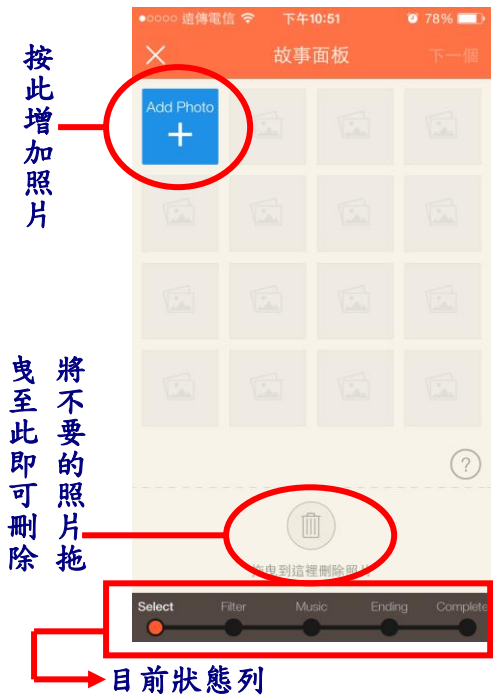 遠傳電信 下午10:51 78%
故事面板 下一個
按此增加照片
Add Photo
+
?
將不要的照片拖
曳至此即可刪除
拖曳到這裡刪除照片
Select Filter Music Ending Complete
目前狀態列